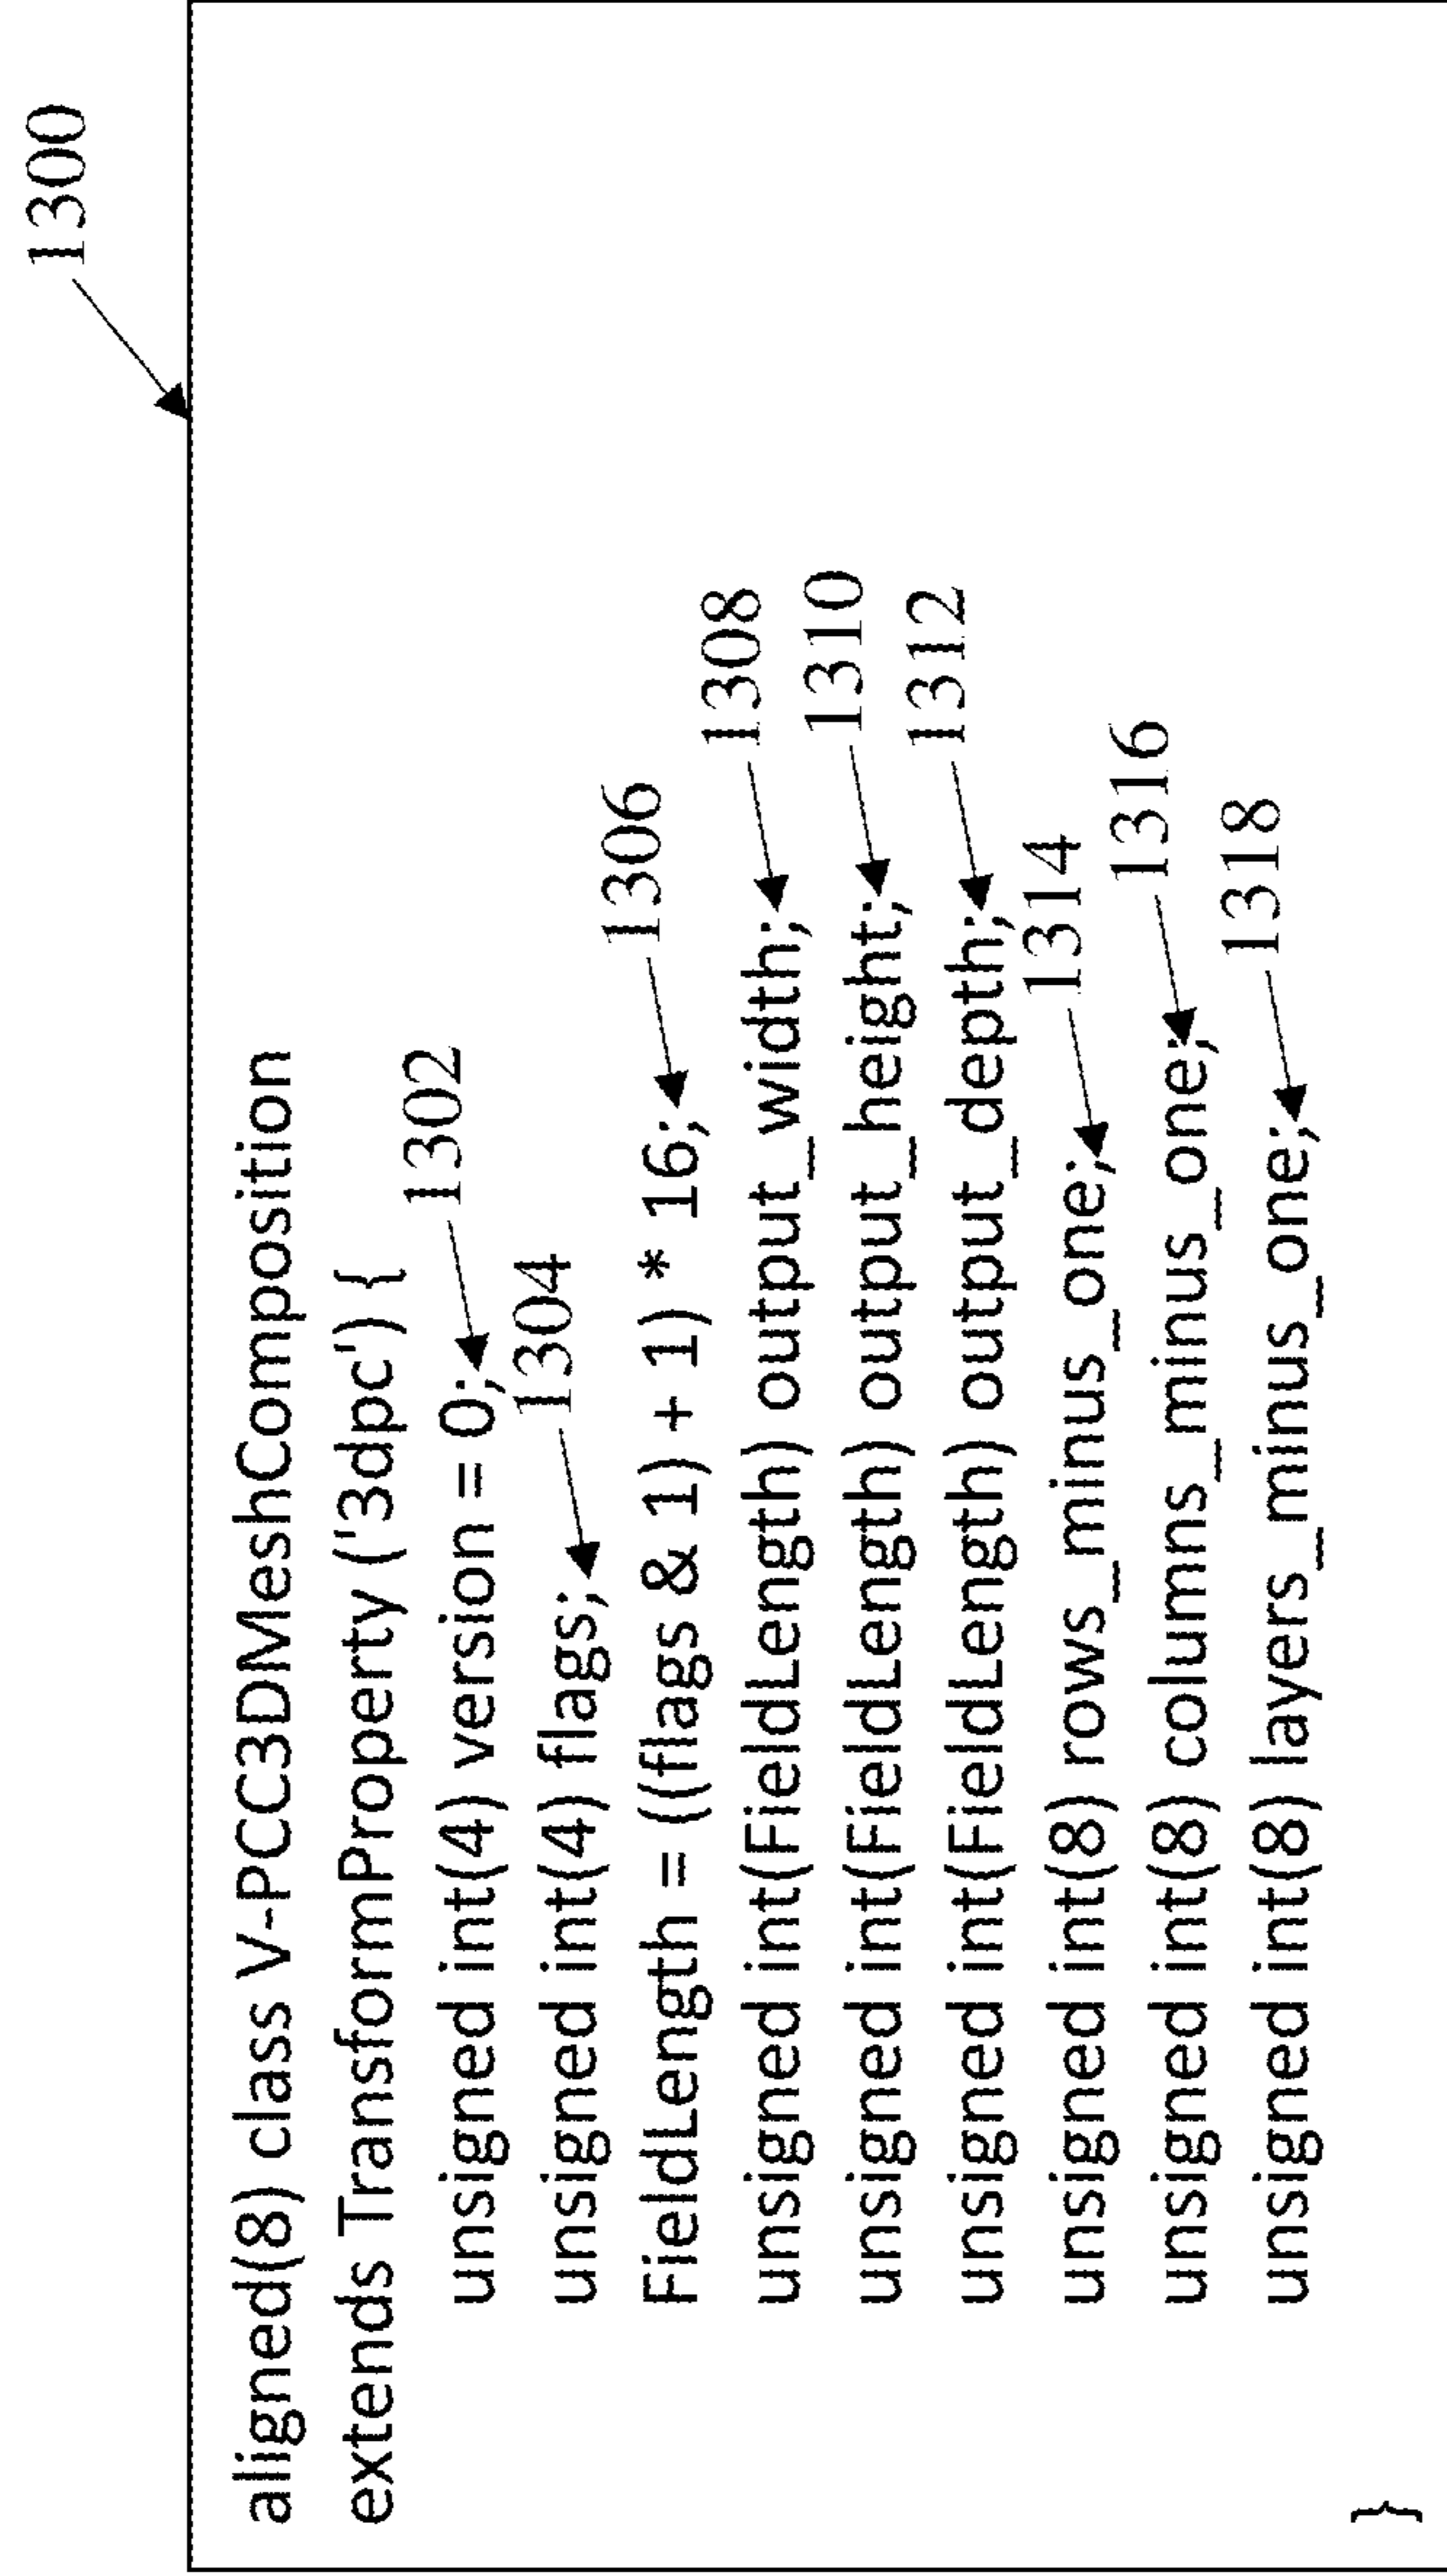 1300
aligned(8) class V-PCC3DMeshComposition
extends TransformProperty ('3dpc') {
unsigned int(4) version = 0; 1302
unsigned int(4) flags; 1304
FieldLength = ((flags & 1) + 1) * 16; 1306
unsigned int(FieldLength) output_width; 1308
unsigned int(FieldLength) output_height; 1310
unsigned int(FieldLength) output_depth; 1312
unsigned int(8) rows_minus_one; 1314
unsigned int(8) columns_minus_one; 1316
unsigned int(8) layers_minus_one; 1318
}